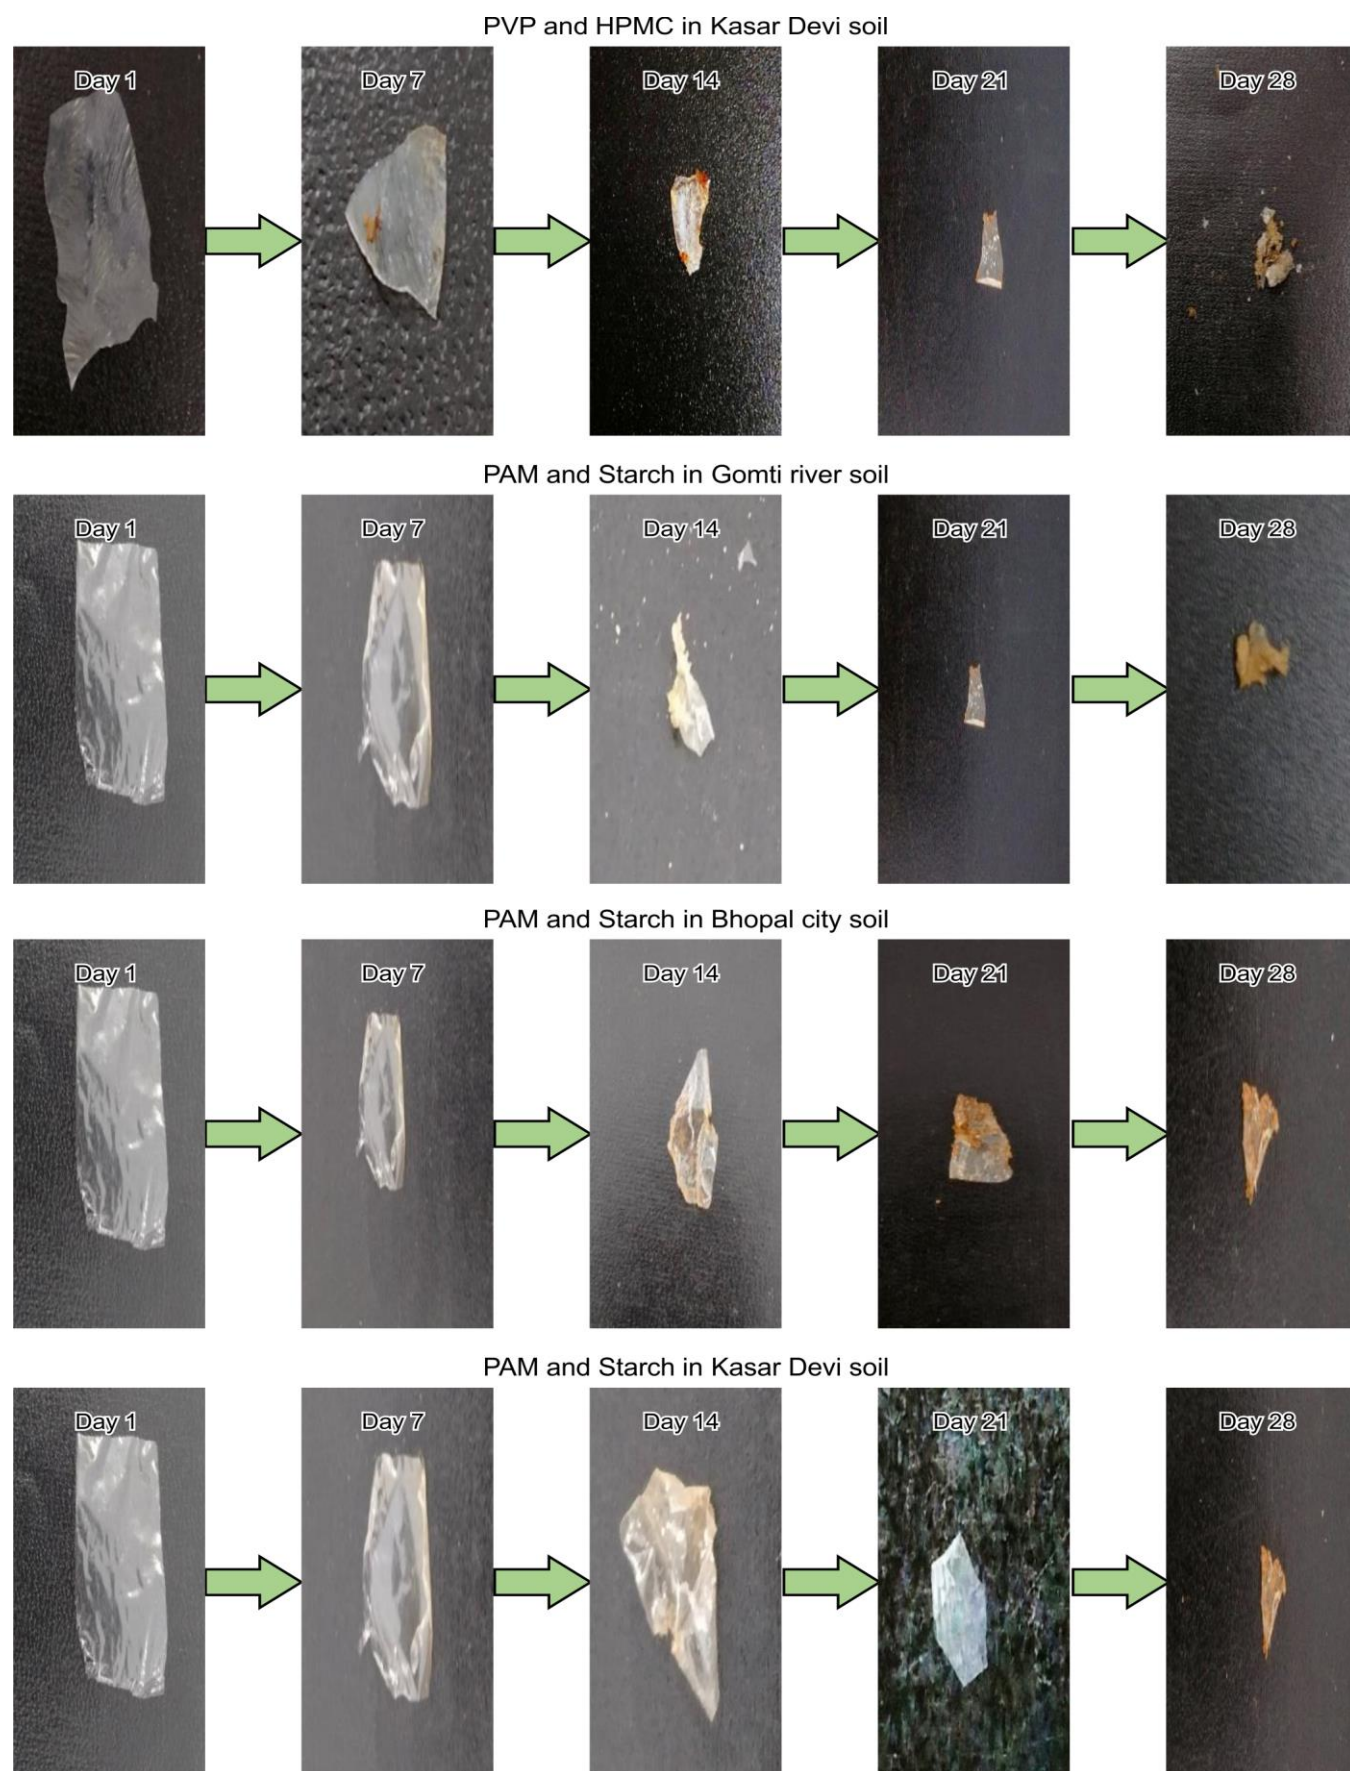 PVP and HPMC in Kasar Devi soil
Day 1 Day 7 Day 14 Day 21 Day 28
PAM and Starch in Gomti river soil
Day 1 Day 7 Day 14 Day 21 Day 28
PAM and Starch in Bhopal city soil
Day 1 Day 7 Day 14 Day 21 Day 28
PAM and Starch in Kasar Devi soil
Day 1 Day 7 Day 14 Day 21 Day 28